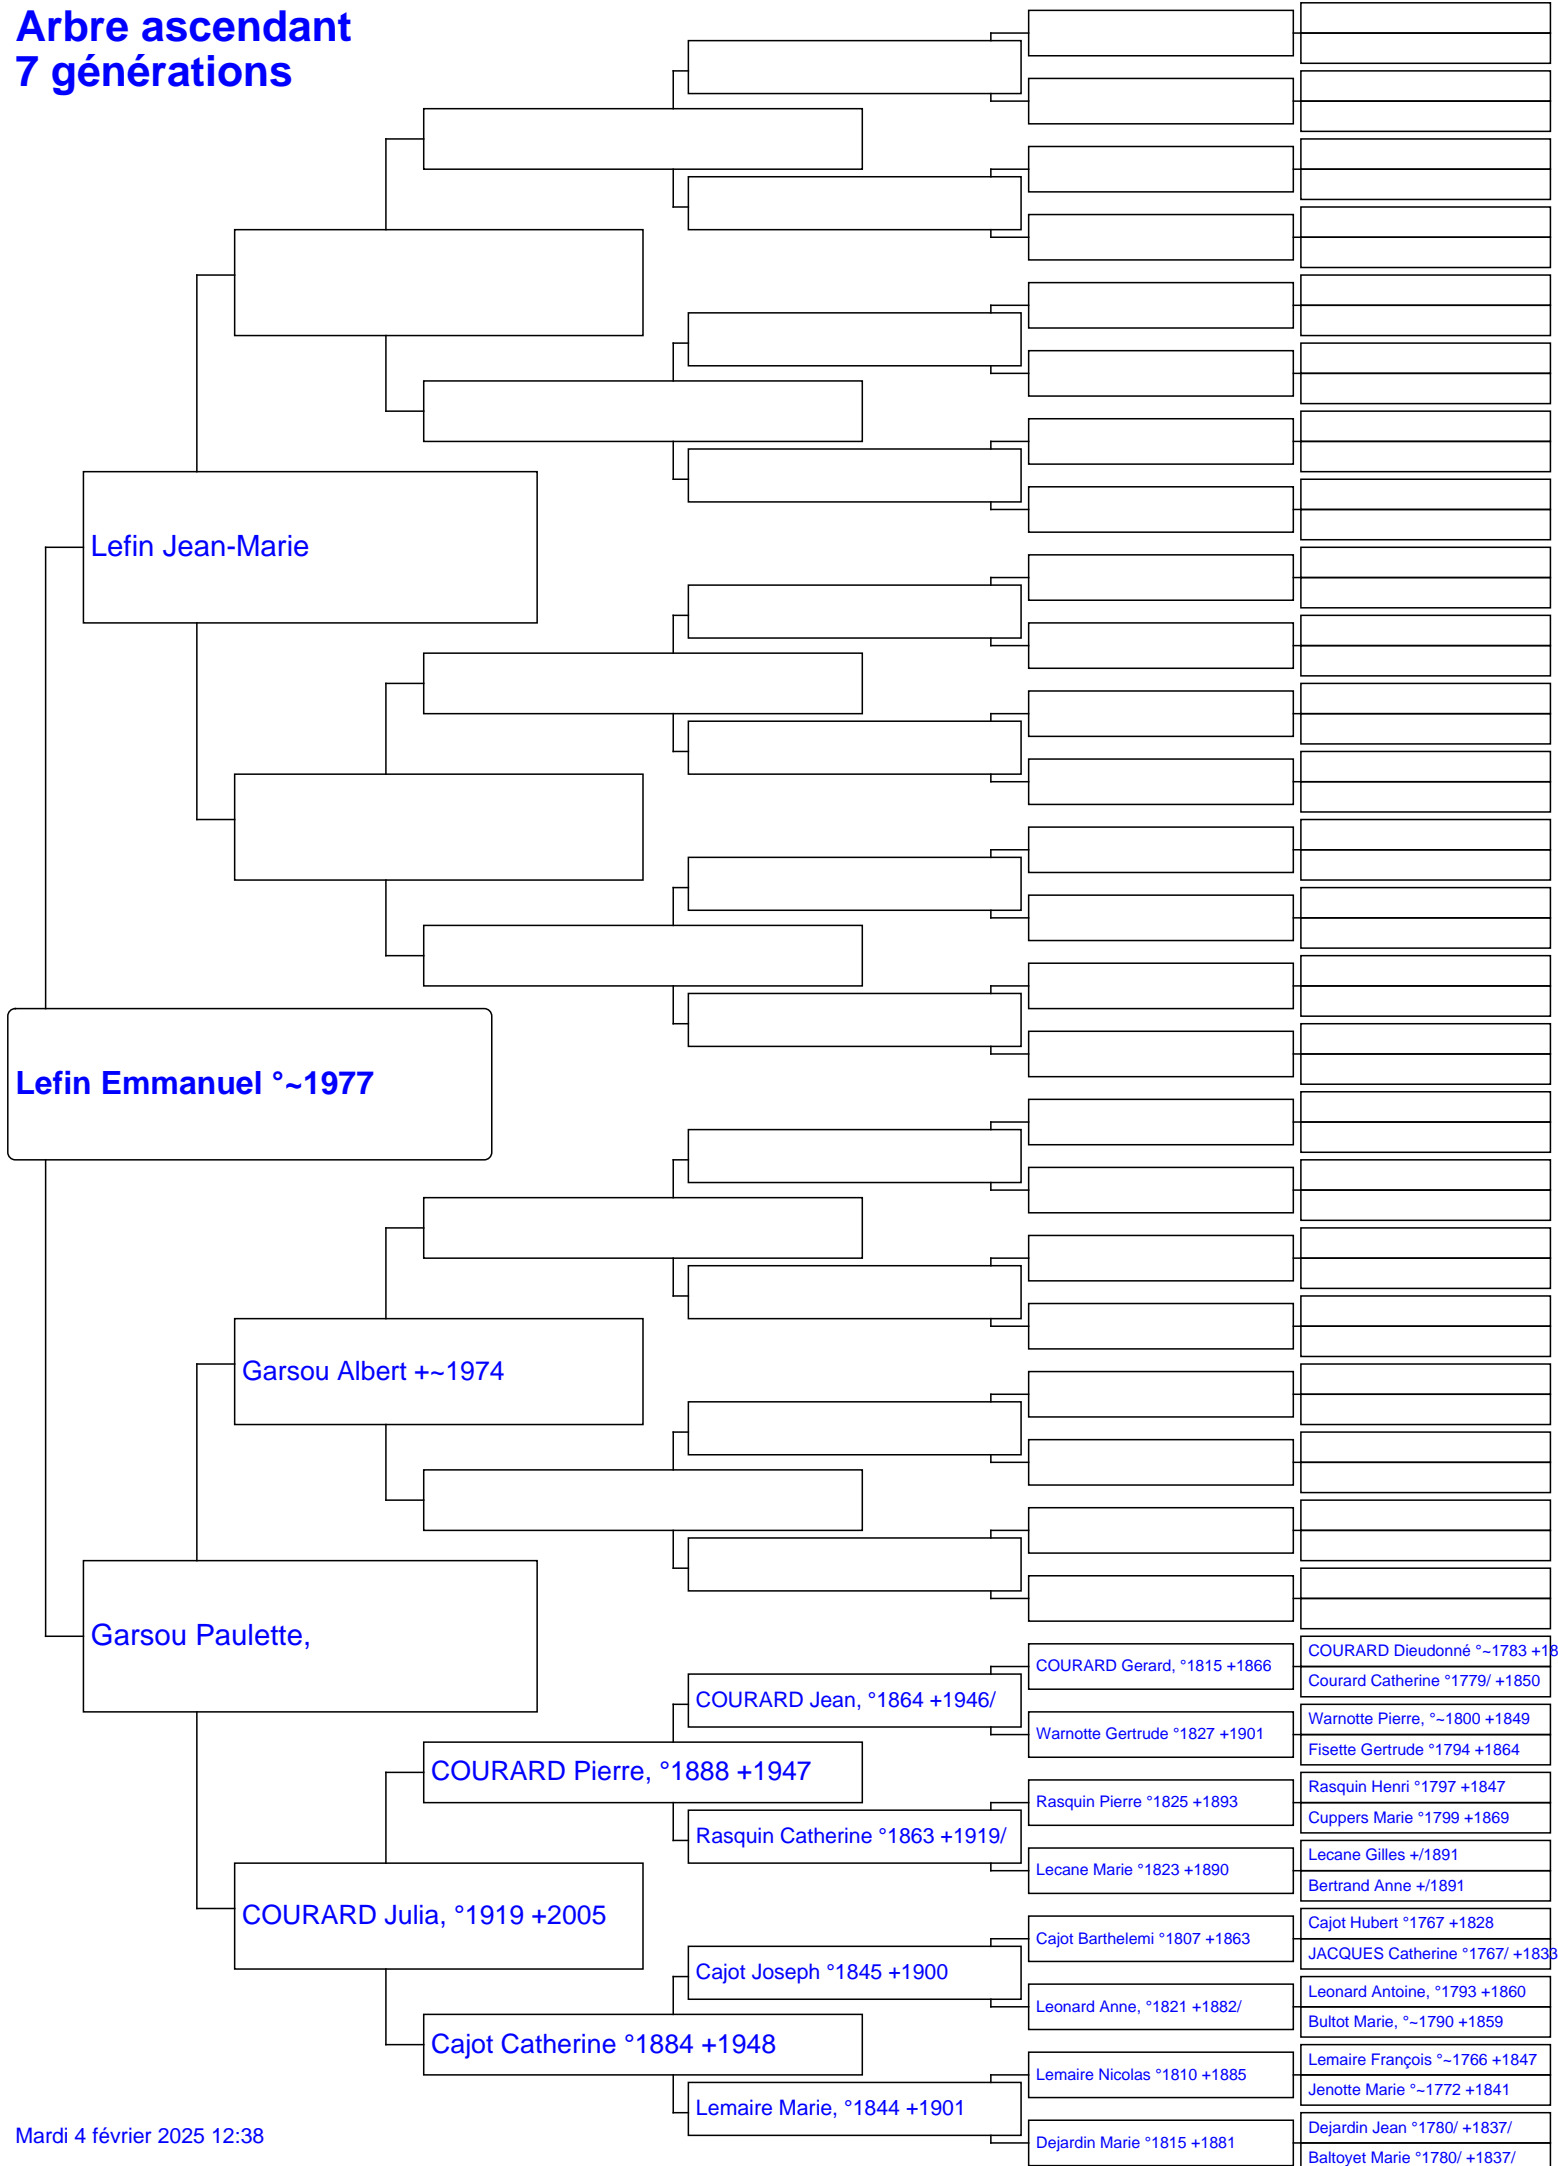 Arbre ascendant
7 générations
Lefin Jean-Marie
Lefin Emmanuel °~1977
Garsou Albert +~1974
Garsou Paulette,
COURARD Gerard, °1815 +1866
COURARD Dieudonné °~1783 +18
Courard Catherine °1779/ +1850
COURARD Jean, °1864 +1946/
Warnotte Gertrude °1827 +1901
Warnotte Pierre, °~1800 +1849
Fisette Gertrude °1794 +1864
COURARD Pierre, °1888 +1947
Rasquin Pierre °1825 +1893
Rasquin Henri °1797 +1847
Cuppers Marie °1799 +1869
Rasquin Catherine °1863 +1919/
Lecane Marie °1823 +1890
Lecane Gilles +/1891
Bertrand Anne +/1891
COURARD Julia, °1919 +2005
Cajot Barthelemi °1807 +1863
Cajot Hubert °1767 +1828
JACQUES Catherine °1767/ +1833
Cajot Joseph °1845 +1900
Leonard Anne, °1821 +1882/
Leonard Antoine, °1793 +1860
Bultot Marie, °~1790 +1859
Cajot Catherine °1884 +1948
Lemaire Nicolas °1810 +1885
Lemaire François °~1766 +1847
Jenotte Marie °~1772 +1841
Lemaire Marie, °1844 +1901
Dejardin Marie °1815 +1881
Dejardin Jean °1780/ +1837/
Baltoyet Marie °1780/ +1837/
Mardi 4 février 2025 12:38